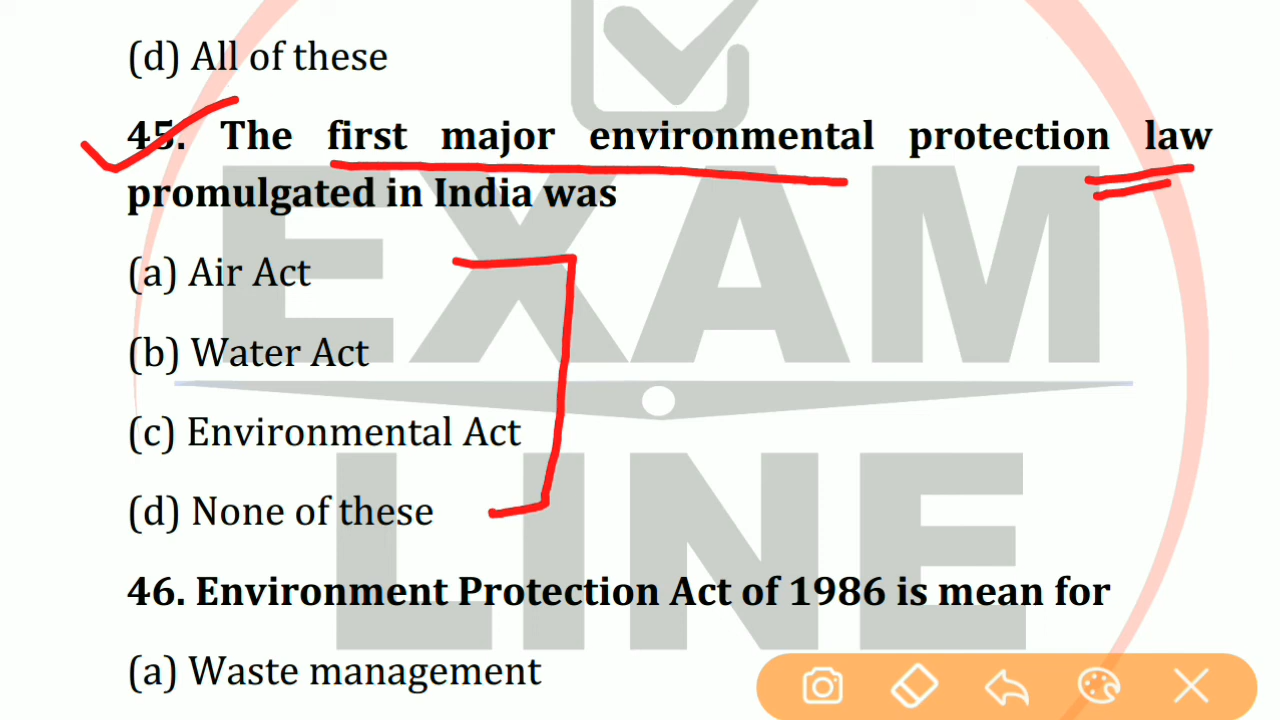 (d) All of these
45. The first major environmental protection law
promulgated in India was
(a) Air Act
(b) Water Act
(c) Environmental Act
(d) None of these
46. Environment Protection Act of 1986 is mean for
(a) Waste management
EXAM
LINE